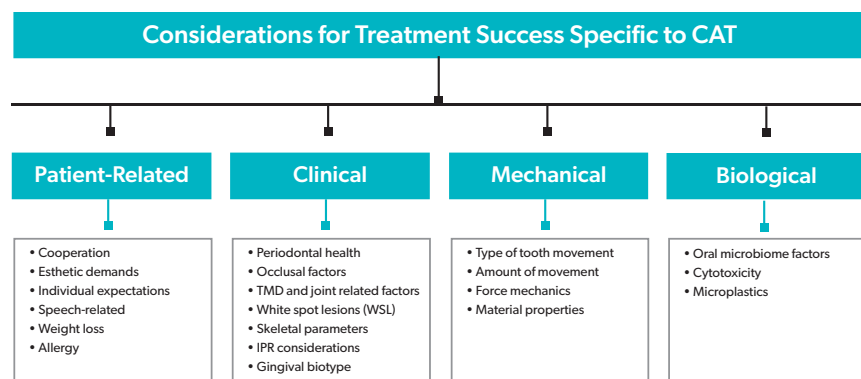 Considerations for Treatment Success Specific to CAT
Patient-Related
• Cooperation
• Esthetic demands
• Individual expectations
• Speech-related
• Weight loss
• Allergy
Clinical
• Periodontal health
• Occlusal factors
• TMD and joint related factors
• White spot lesions (WSL)
• Skeletal parameters
• IPR considerations
• Gingival biotype
Mechanical
• Type of tooth movement
• Amount of movement
• Force mechanics
• Material properties
Biological
• Oral microbiome factors
• Cytotoxicity
• Microplastics